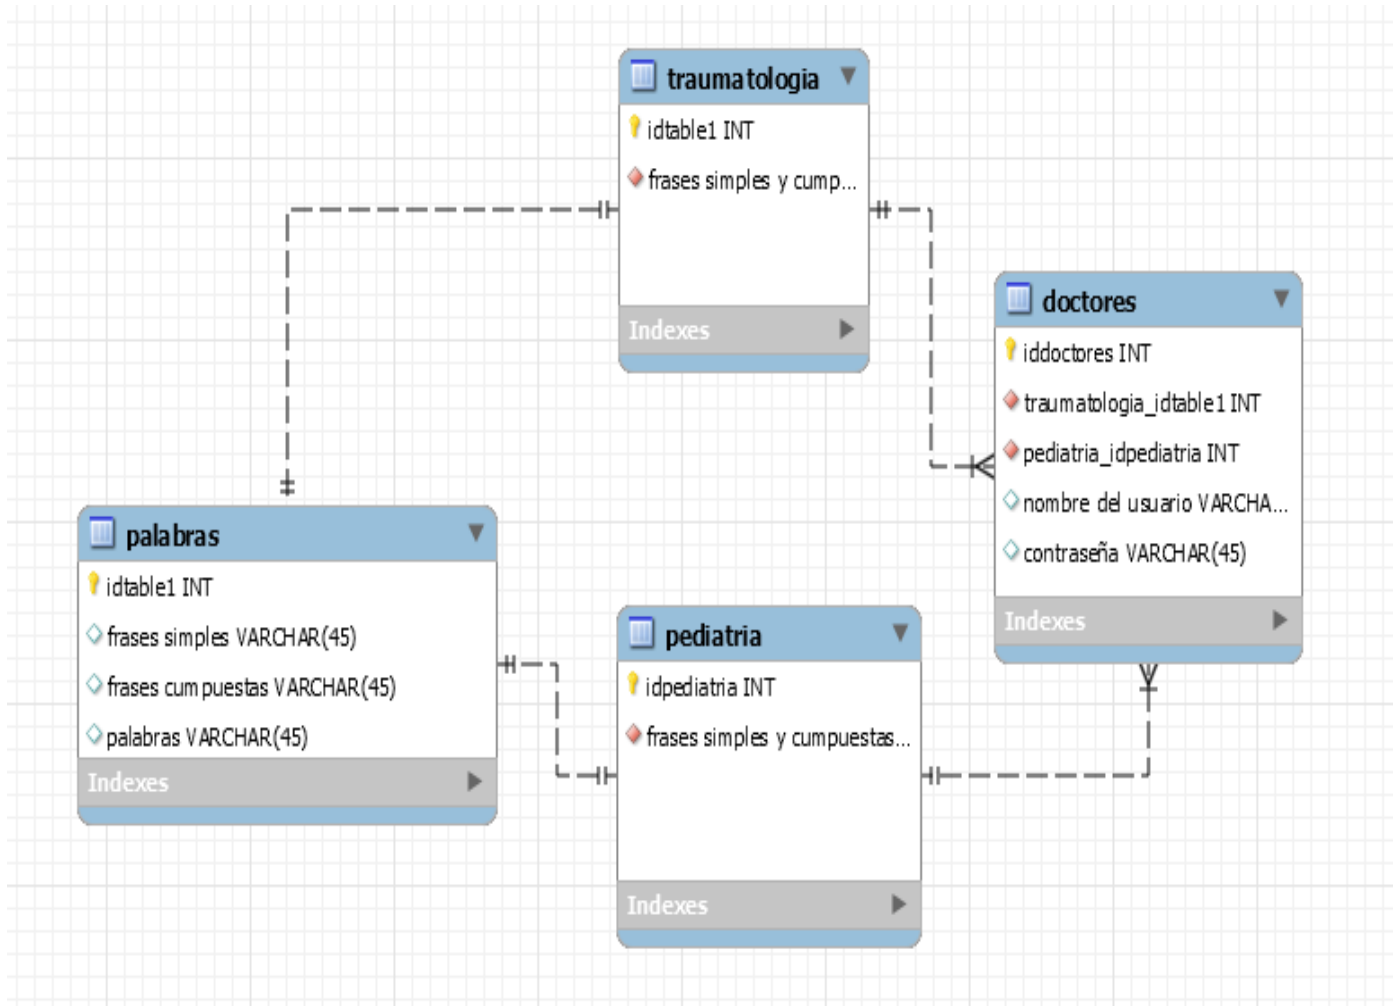 traumatologia
idtable1 INT
frases simples y cump...
Indexes
doctores
iddoctores INT
traumatologia_idtable1 INT
pediatria_idpediatria INT
nombre del usuario VARCHA...
contraseña VARCHAR(45)
Indexes
palabras
idtable1 INT
frases simples VARCHAR(45)
frases cumpuestas VARCHAR(45)
palabras VARCHAR(45)
Indexes
pediatria
idpediatria INT
frases simples y cumpuestas...
Indexes